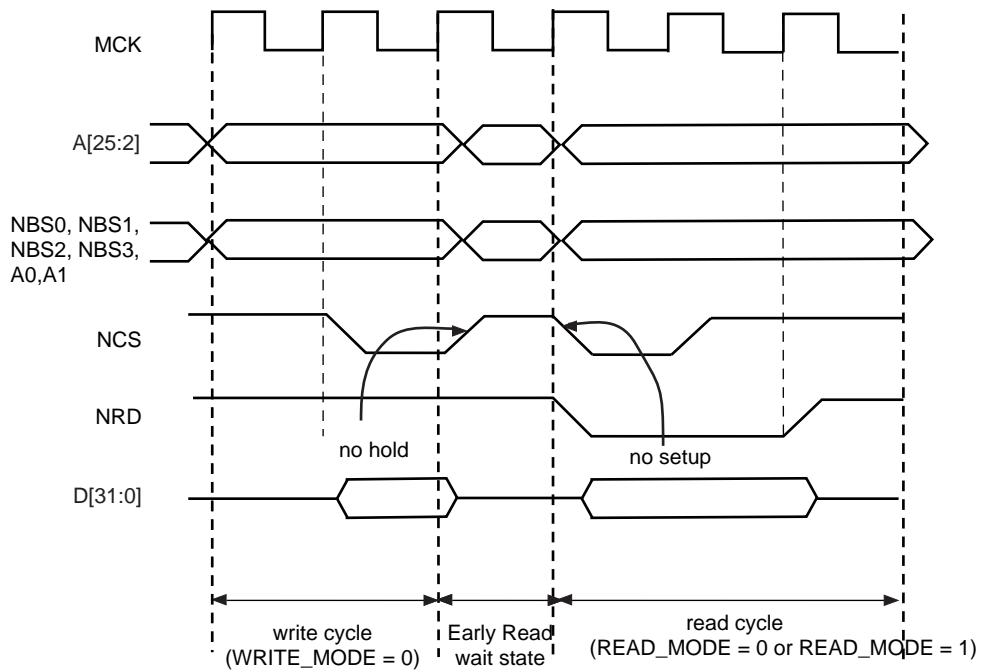 MCK
A[25:2]
NBS0, NBS1,
NBS2, NBS3,
A0,A1
NCS
NRD
no hold
no setup
D[31:0]
write cycle
(WRITE_MODE = 0)
Early Read
wait state
read cycle
(READ_MODE = 0 or READ_MODE = 1)